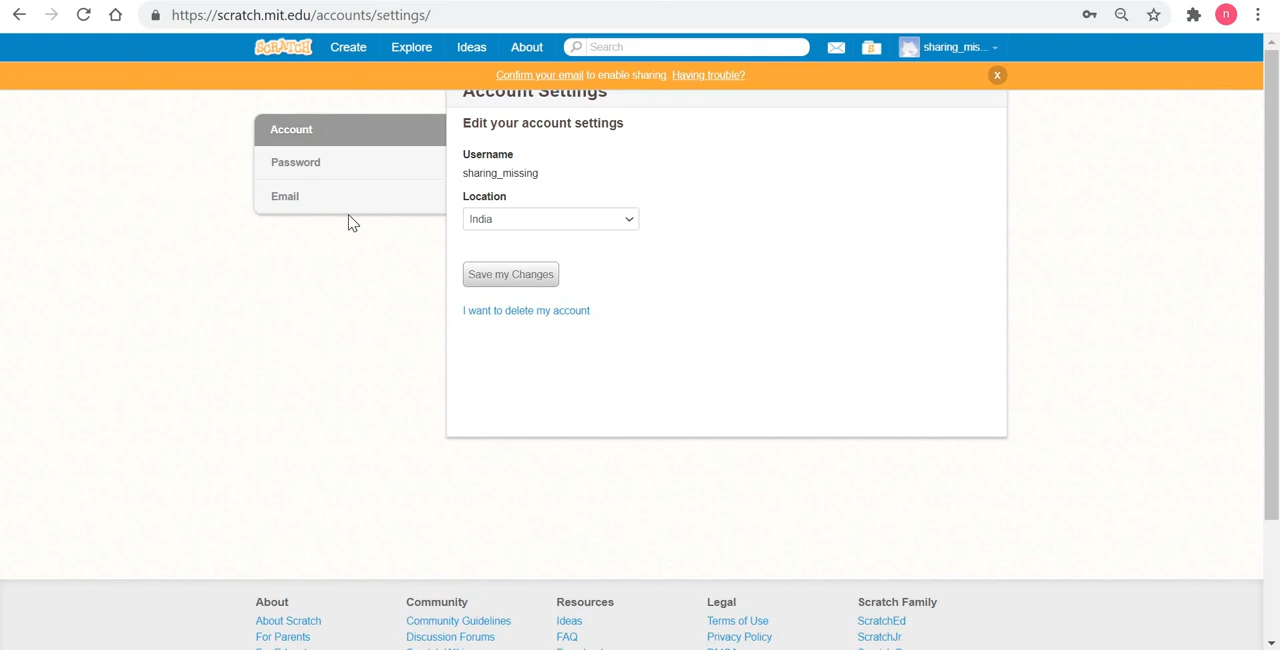 https://scratch.mit.edu/accounts/settings/
n
SCRATCH Create Explore Ideas About Search sharing_mis...
Confirm your email to enable sharing. Having trouble? x
Account Settings
Account
Password
Email
Edit your account settings
Username
sharing_missing
Location
India
Save my Changes
I want to delete my account
About Community Resources Legal Scratch Family
About Scratch Community Guidelines Ideas Terms of Use ScratchEd
For Parents Discussion Forums FAQ Privacy Policy ScratchJr